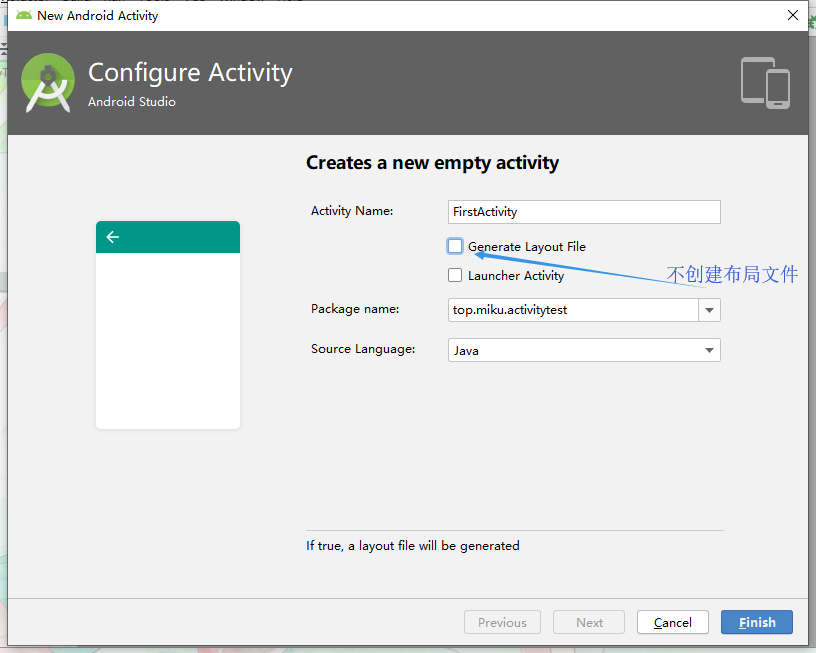 New Android Activity
Configure Activity
Android Studio
Creates a new empty activity
Activity Name:
FirstActivity
Generate Layout File
不创建布局文件
Launcher Activity
Package name:
top.miku.activitytest
Source Language:
Java
If true, a layout file will be generated
Previous
Next
Cancel
Finish